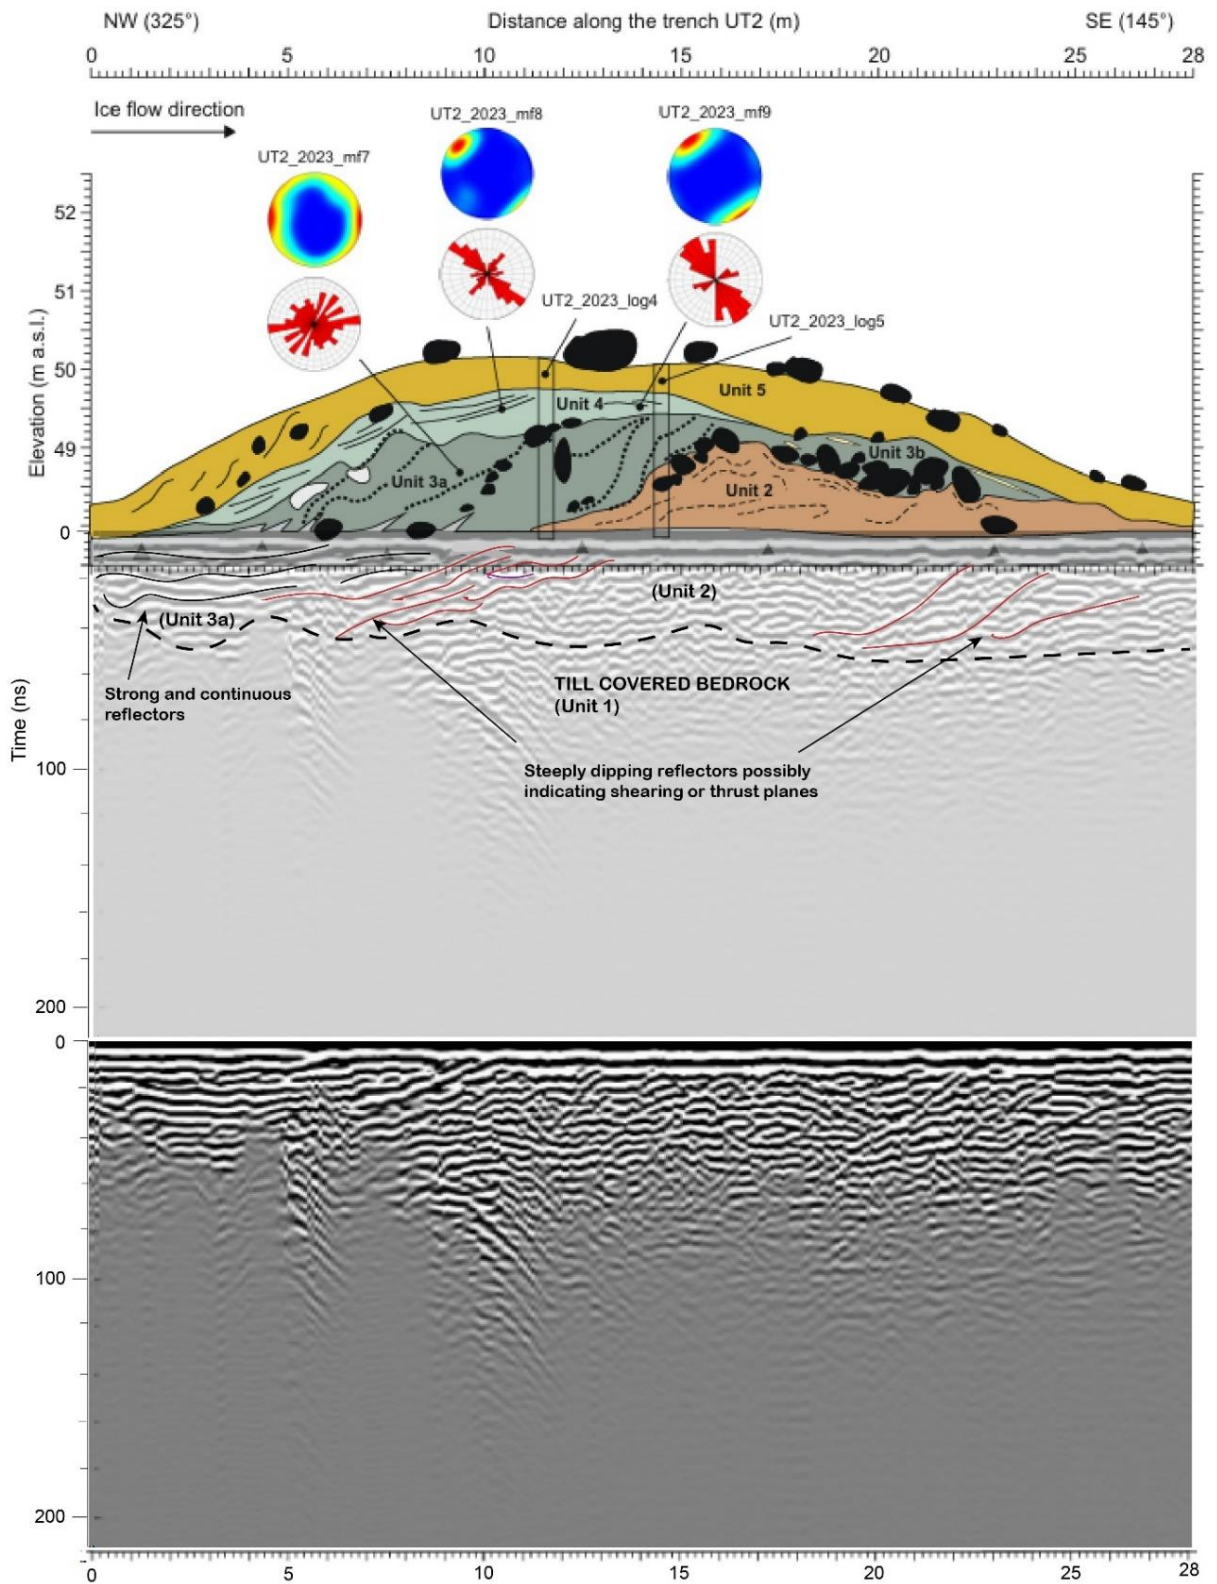 NW (325°) Distance along the trench UT2 (m) SE (145°)
0 5 10 15 20 25 28
Ice flow direction
UT2_2023_mf8 UT2_2023_mf9
UT2_2023_mf7
52
51
50
49
0
Elevation (m a.s.l.)
UT2_2023_log4
UT2_2023_log5
Unit 5
Unit 4
Unit 3b
Unit 3a
Unit 2
(Unit 2)
(Unit 3a)
Strong and continuous
reflectors
TILL COVERED BEDROCK
(Unit 1)
Steeply dipping reflectors possibly
indicating shearing or thrust planes
Time (ns)
100
200
0
100
200
0 5 10 15 20 25 28